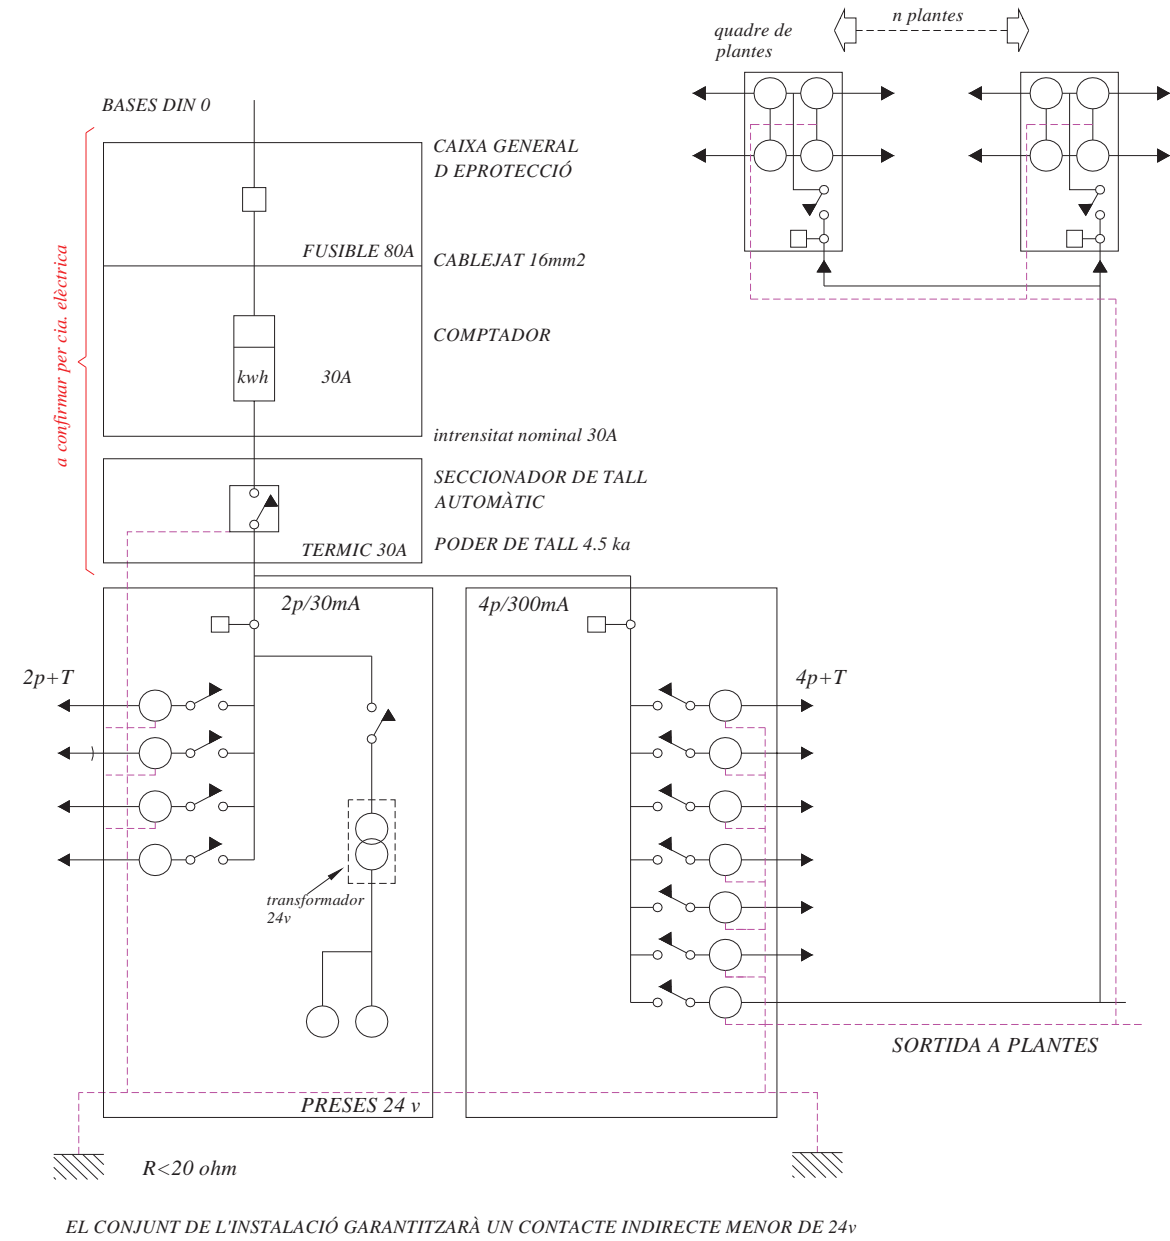 n plantes
quadre de
plantes
BASES DIN 0
CAIXA GENERAL
D EPROTECCIÓ
FUSIBLE 80A
CABLEJAT 16mm2
a confirmar per cia. elèctrica
COMPTADOR
kwh
30A
intrensitat nominal 30A
SECCIONADOR DE TALL
AUTOMÀTIC
TERMIC 30A
PODER DE TALL 4.5 ka
2p/30mA
4p/300mA
2p+T
4p+T
transformador
24v
SORTIDA A PLANTES
PRESES 24 v
R<20 ohm
EL CONJUNT DE L'INSTALACIÓ GARANTITZARÀ UN CONTACTE INDIRECTE MENOR DE 24v